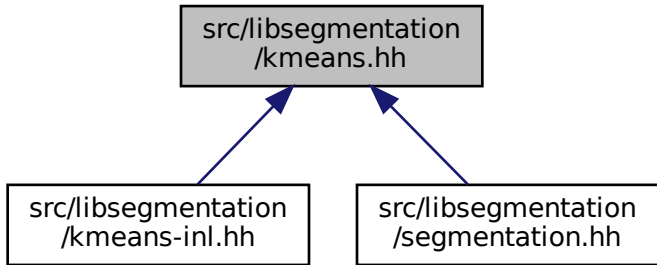 src/libsegmentation
/kmeans.hh
src/libsegmentation
/kmeans-inl.hh
src/libsegmentation
/segmentation.hh